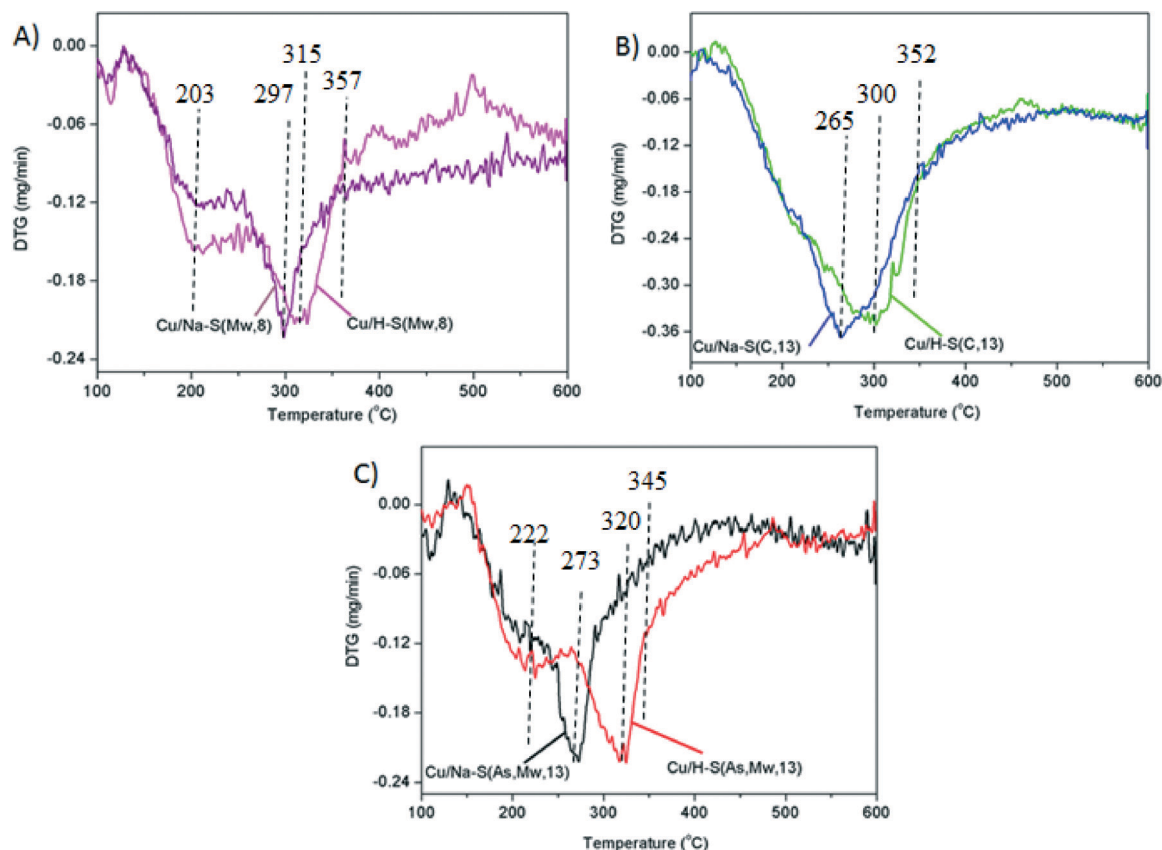 A)
0.00
-0.06
-0.12
-0.18
-0.24
DTG (mg/min)
203
297
315
357
Cu/Na-S(Mw,8)
Cu/H-S(Mw,8)
100 200 300 400 500 600
Temperature (°C)
B)
0.00
-0.06
-0.12
-0.18
-0.24
-0.30
-0.36
DTG (mg/min)
265
300
352
Cu/Na-S(C,13)
Cu/H-S(C,13)
100 200 300 400 500 600
Temperature (°C)
C)
0.00
-0.06
-0.12
-0.18
-0.24
DTG (mg/min)
222
273
320
345
Cu/Na-S(As,Mw,13)
Cu/H-S(As,Mw,13)
100 200 300 400 500 600
Temperature (°C)